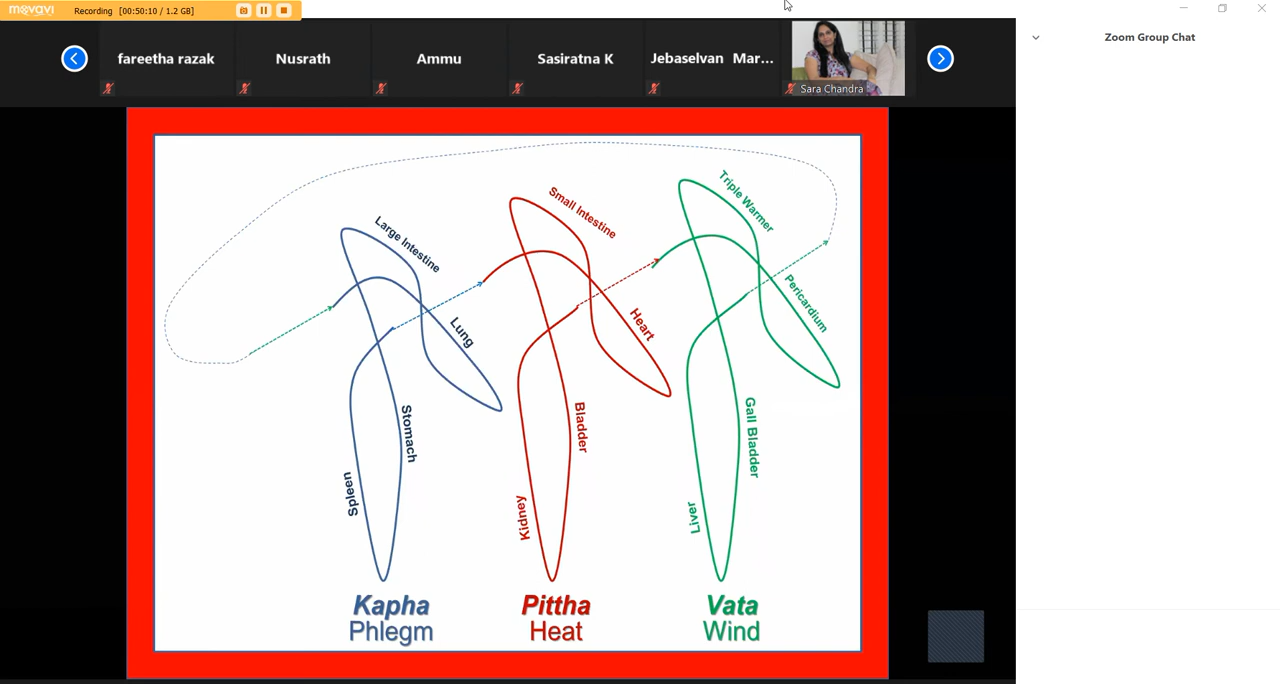 movavi
Recording [00:50:10 / 1.2 GB]
fareetha razak
Nusrath
Ammu
Sasiratna K
Jebaselvan Mar...
Sara Chandra
Zoom Group Chat
Large Intestine
Lung
Stomach
Spleen
Small Intestine
Heart
Bladder
Kidney
Triple Warmer
Pericardium
Gall Bladder
Liver
Kapha
Phlegm
Pittha
Heat
Vata
Wind